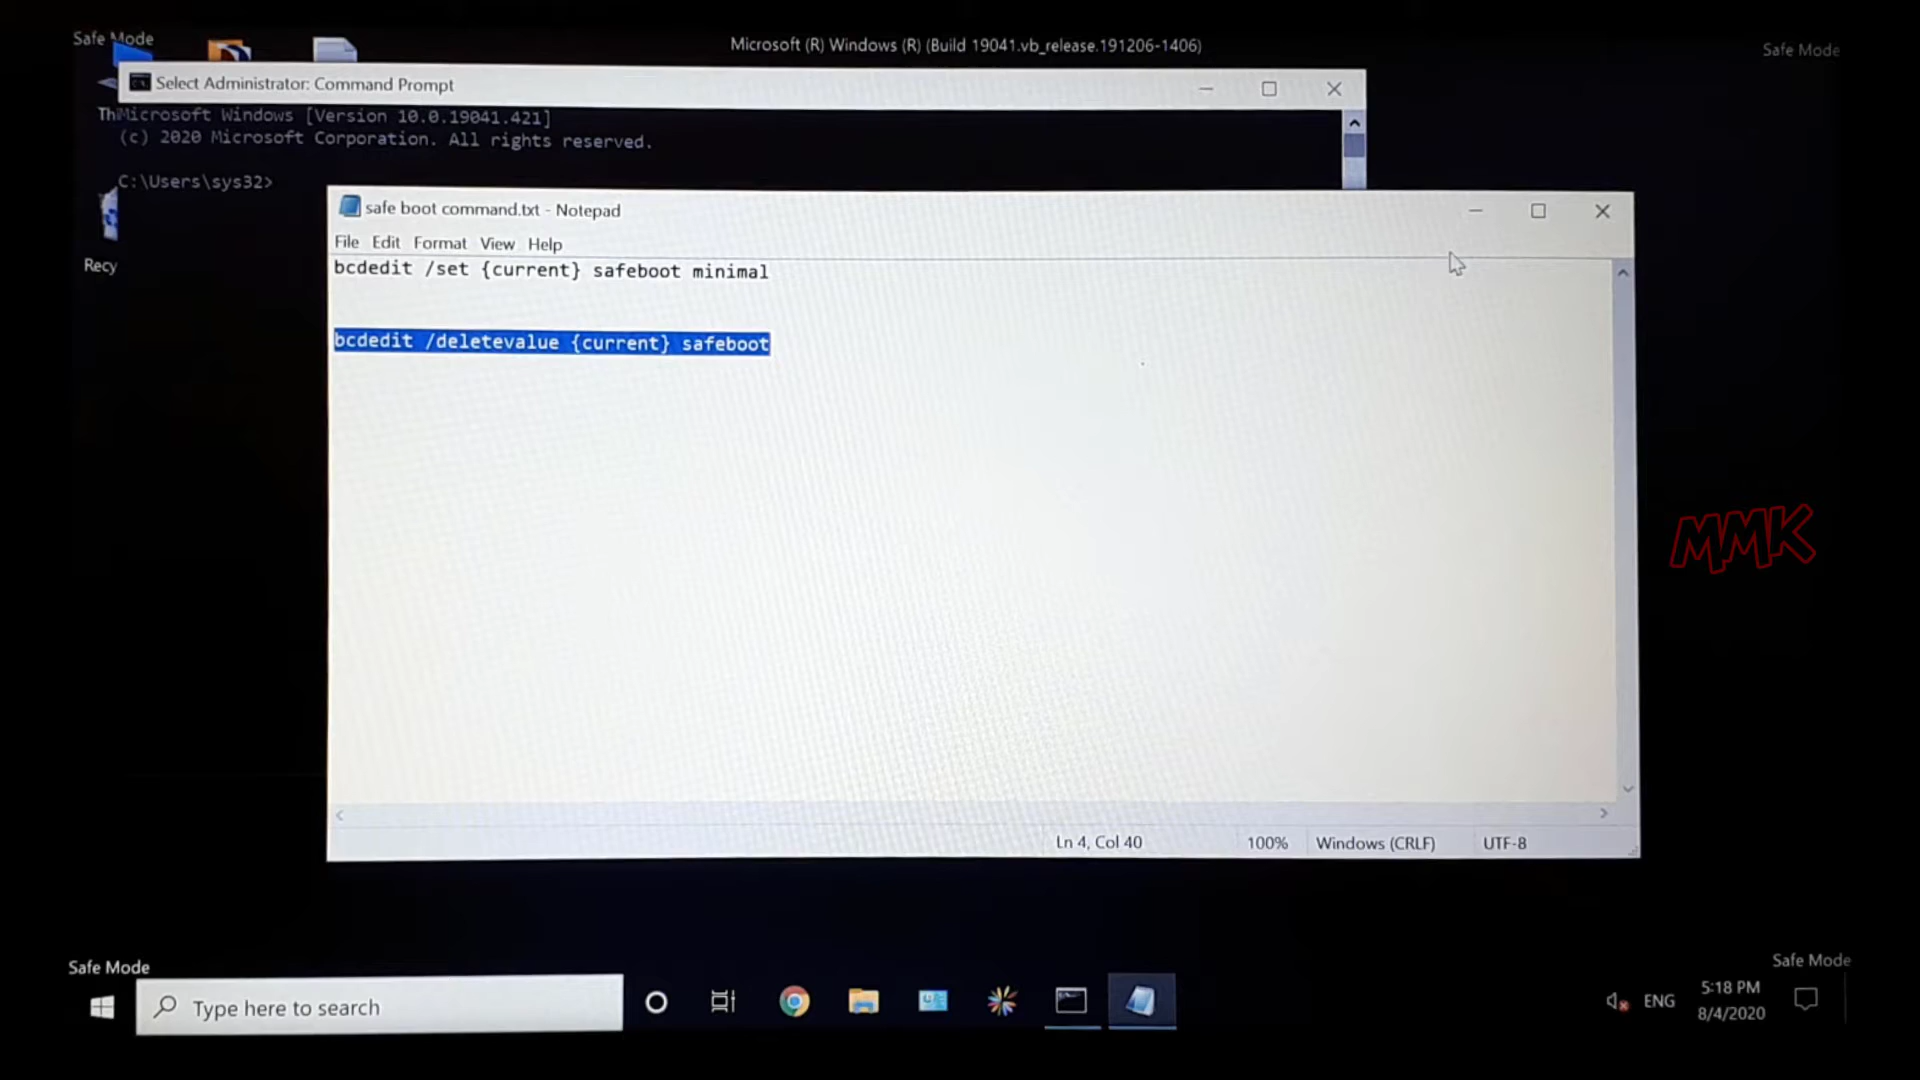 Safe Mode
Microsoft (R) Windows (R) (Build 19041.vb_release.191206-1406)
Safe Mode
Select Administrator: Command Prompt
Th
Microsoft Windows [Version 10.0.19041.421]
(c) 2020 Microsoft Corporation. All rights reserved.
C:\Users\sys32>
Recy
safe boot command.txt - Notepad
File Edit Format View Help
bcdedit /set {current} safeboot minimal
bcdedit /deletevalue {current} safeboot
MMK
Ln 4, Col 40
100%
Windows (CRLF)
UTF-8
Safe Mode
Safe Mode
Type here to search
ENG
5:18 PM
8/4/2020